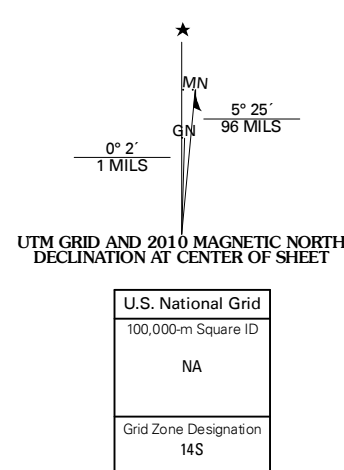 MN
5° 25´
96 MILS
GN
0° 2´
1 MILS
UTM GRID AND 2010 MAGNETIC NORTH
DECLINATION AT CENTER OF SHEET
U.S. National Grid
100,000-m Square ID
NA
Grid Zone Designation
14S